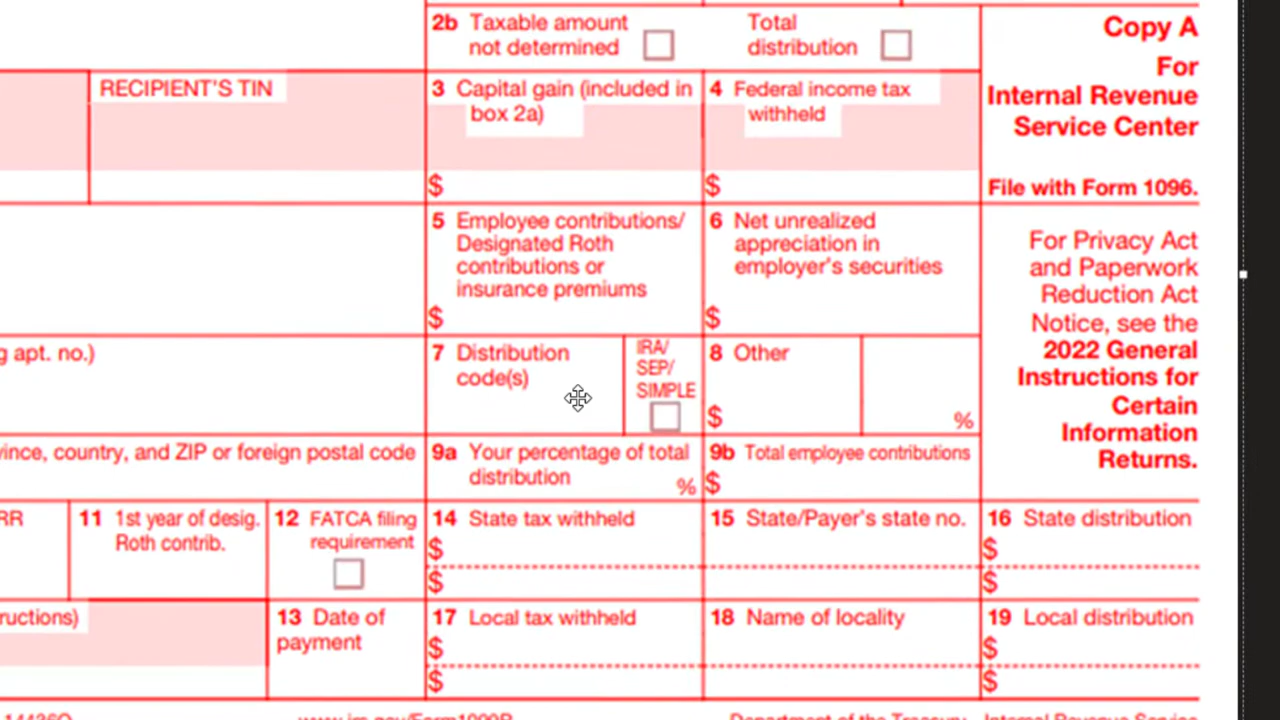 2b Taxable amount not determined
Total distribution
Copy A
For
Internal Revenue
Service Center
File with Form 1096.
RECIPIENT'S TIN
3 Capital gain (included in
box 2a)
$
4 Federal income tax
withheld
$
5 Employee contributions/
Designated Roth
contributions or
insurance premiums
$
6 Net unrealized
appreciation in
employer's securities
$
For Privacy Act
and Paperwork
Reduction Act
Notice, see the
2022 General
Instructions for
Certain
Information
Returns.
apt. no.)
7 Distribution
code(s)
IRA/
SEP/
SIMPLE
8 Other
$
%
country, and ZIP or foreign postal code
9a Your percentage of total
distribution
%
9b Total employee contributions
$
11 1st year of desig.
Roth contrib.
12 FATCA filing
requirement
14 State tax withheld
$
$
15 State/Payer's state no.
16 State distribution
$
$
13 Date of
payment
17 Local tax withheld
$
$
18 Name of locality
19 Local distribution
$
$